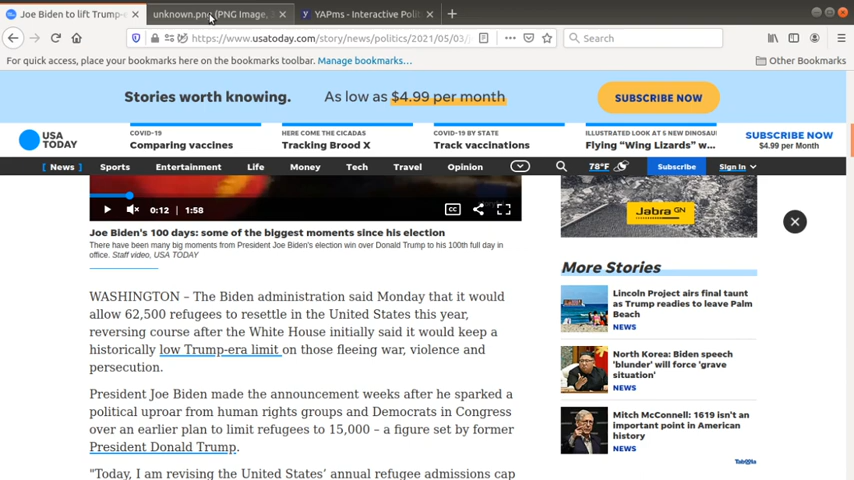 Joe Biden to lift Trump-
unknown.png (PNG Image,
YAPms - Interactive Polit
https://www.usatoday.com/story/news/politics/2021/05/03/
Search
For quick access, place your bookmarks here on the bookmarks toolbar. Manage bookmarks…
Other Bookmarks
Stories worth knowing. As low as $4.99 per month SUBSCRIBE NOW
USA TODAY
COVID-19
Comparing vaccines
HERE COME THE CICADAS
Tracking Brood X
COVID-19 BY STATE
Track vaccinations
ILLUSTRATED LOOK AT 5 NEW DINOSAU
Flying "Wing Lizards" w...
SUBSCRIBE NOW
$4.99 per Month
[ News ] Sports Entertainment Life Money Tech Travel Opinion 78°F Subscribe Sign In
0:12 | 1:58 CC
Jabra GN
Joe Biden's 100 days: some of the biggest moments since his election
There have been many big moments from President Joe Biden's election win over Donald Trump to his 100th full day in
office. Staff video, USA TODAY
WASHINGTON – The Biden administration said Monday that it would
allow 62,500 refugees to resettle in the United States this year,
reversing course after the White House initially said it would keep a
historically low Trump-era limit on those fleeing war, violence and
persecution.
President Joe Biden made the announcement weeks after he sparked a
political uproar from human rights groups and Democrats in Congress
over an earlier plan to limit refugees to 15,000 – a figure set by former
President Donald Trump.
"Today, I am revising the United States' annual refugee admissions cap
More Stories
Lincoln Project airs final taunt
as Trump readies to leave Palm
Beach
NEWS
North Korea: Biden speech
'blunder' will force 'grave
situation'
NEWS
Mitch McConnell: 1619 isn't an
important point in American
history
NEWS
Taboola